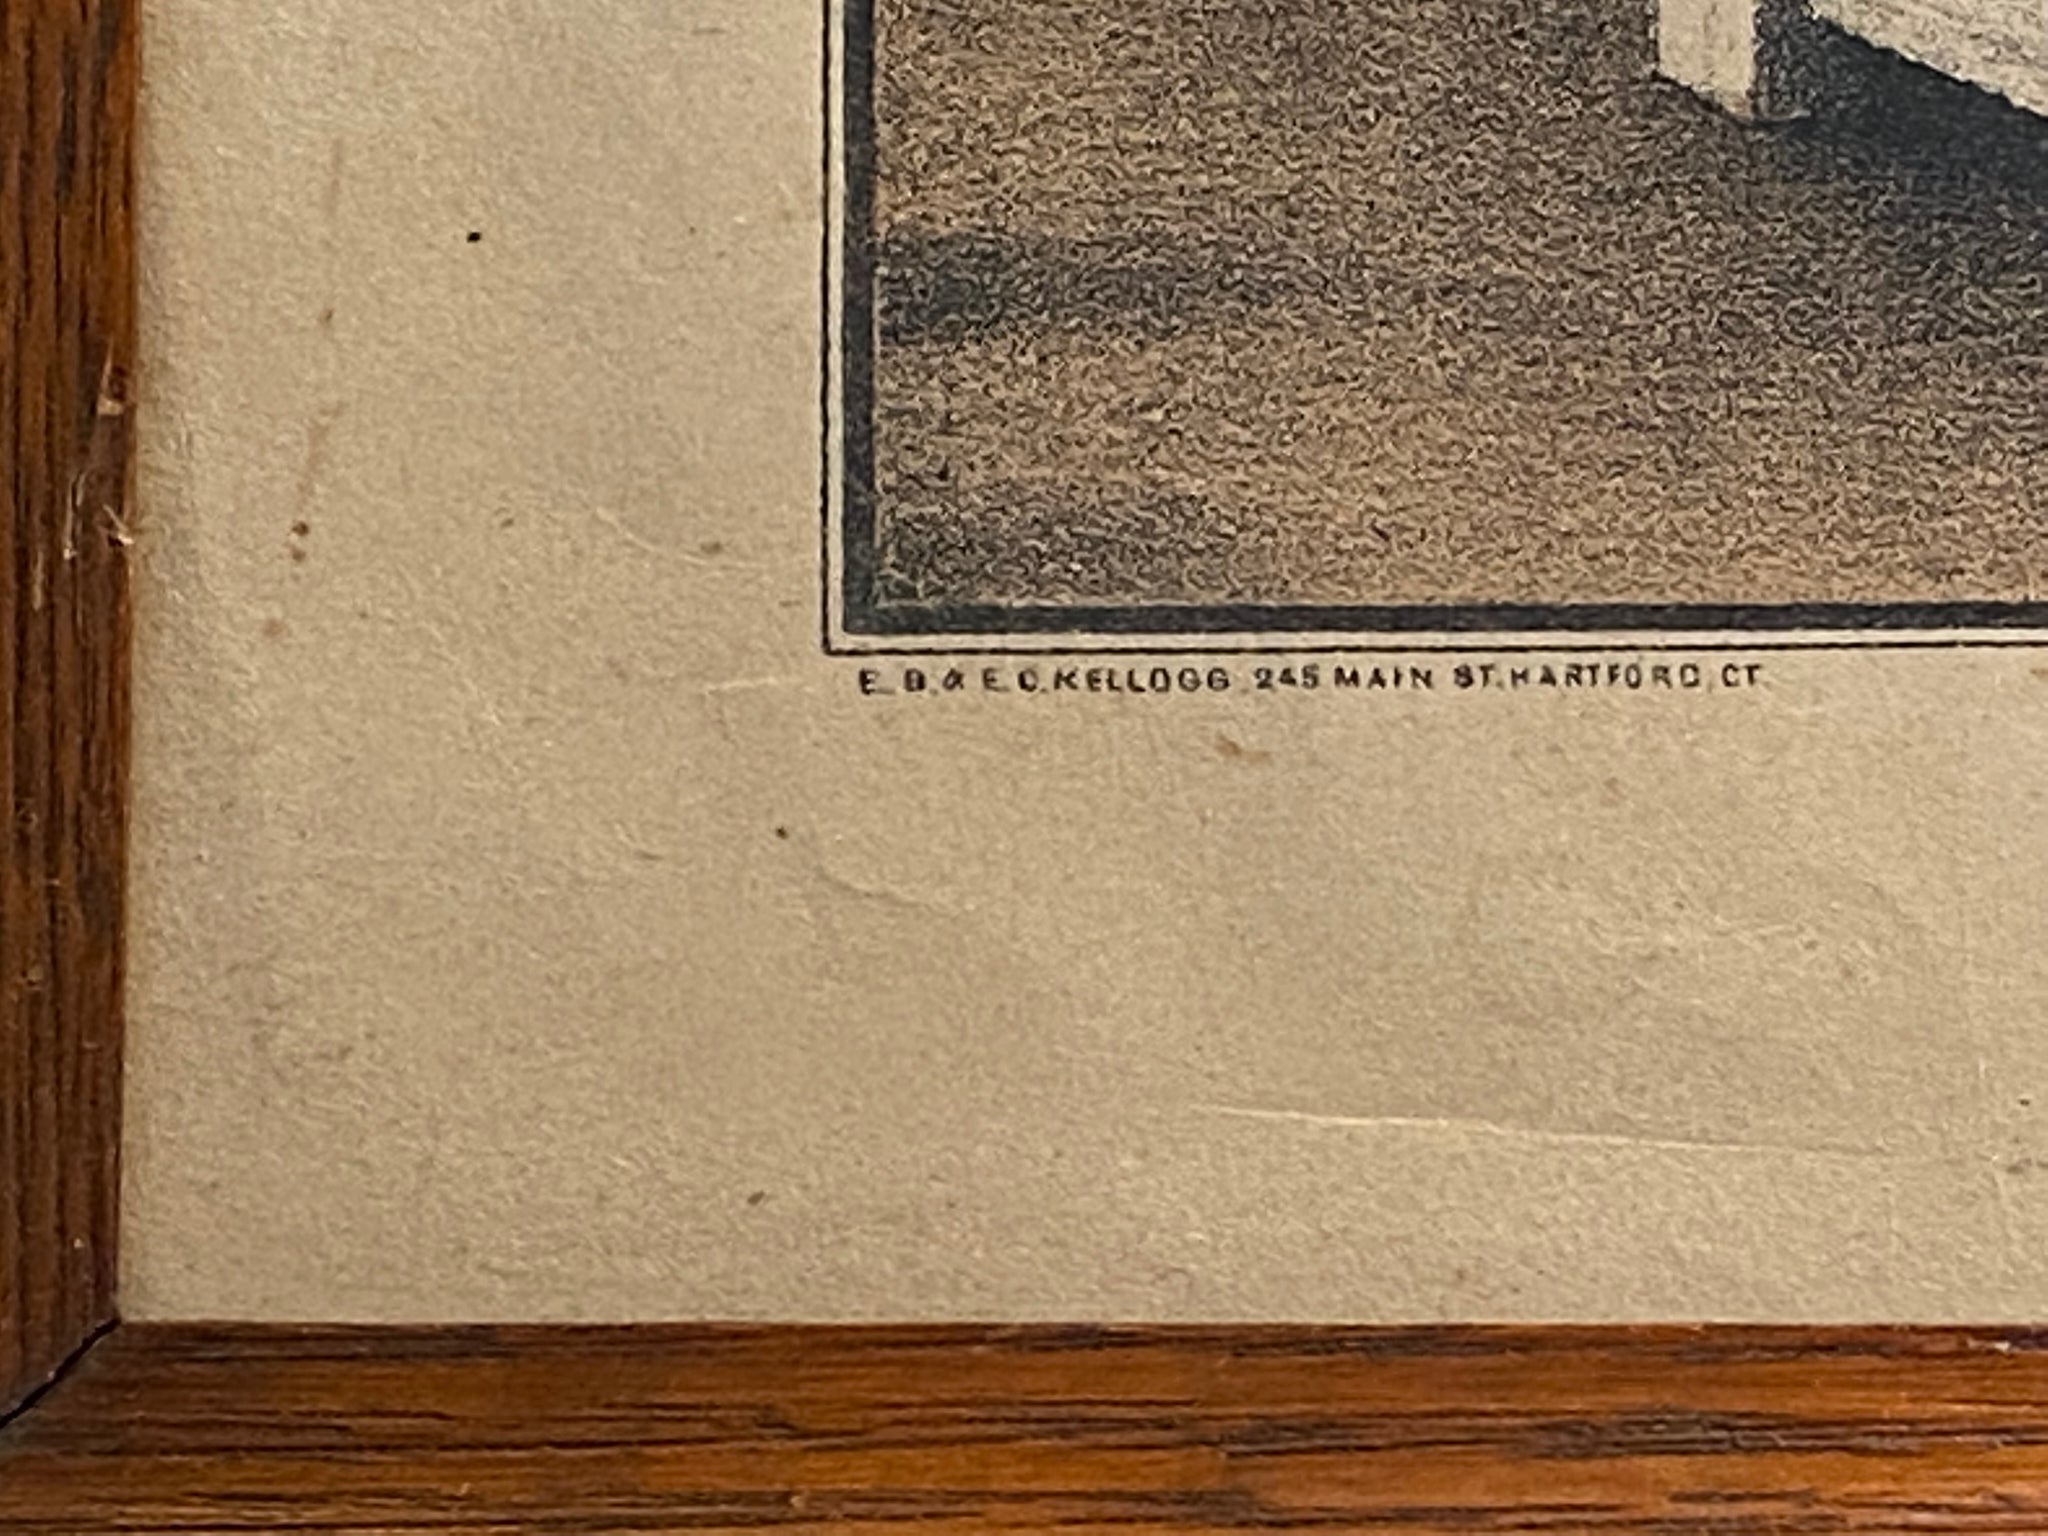 E. B. & E. C. KELLOGG, 245 MAIN ST. HARTFORD, CT.